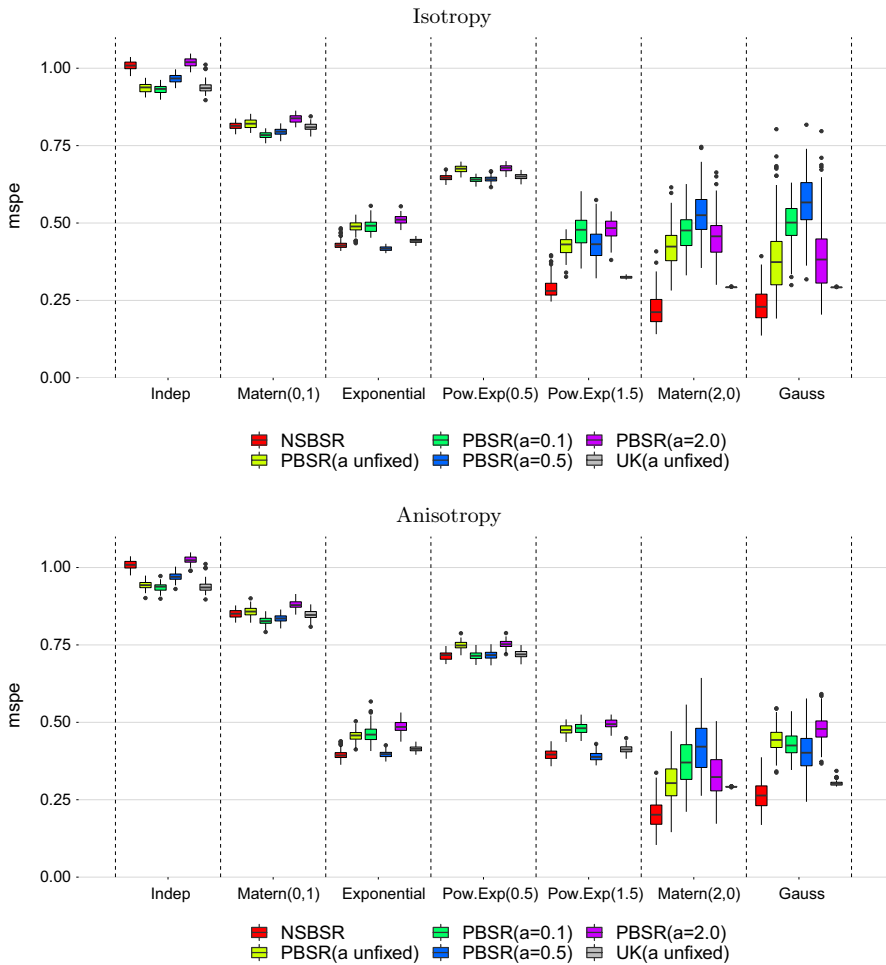 Isotropy
1.00
0.75
0.50
0.25
0.00
mspe
Indep Matern(0,1) Exponential Pow.Exp(0.5) Pow.Exp(1.5) Matern(2,0) Gauss
NSBSR PBSR(a=0.1) PBSR(a=2.0)
PBSR(a unfixed) PBSR(a=0.5) UK(a unfixed)
Anisotropy
1.00
0.75
0.50
0.25
0.00
mspe
Indep Matern(0,1) Exponential Pow.Exp(0.5) Pow.Exp(1.5) Matern(2,0) Gauss
NSBSR PBSR(a=0.1) PBSR(a=2.0)
PBSR(a unfixed) PBSR(a=0.5) UK(a unfixed)